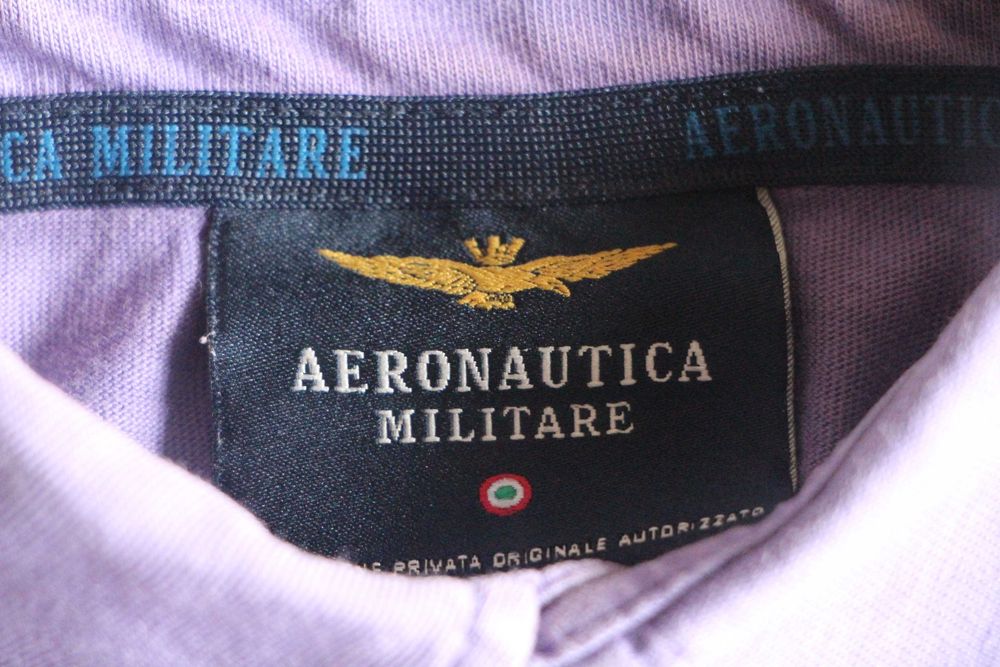 CA MILITARE AERONAUTIC
AERONAUTICA
MILITARE
PRIVATA ORIGINALE AUTORIZZATO